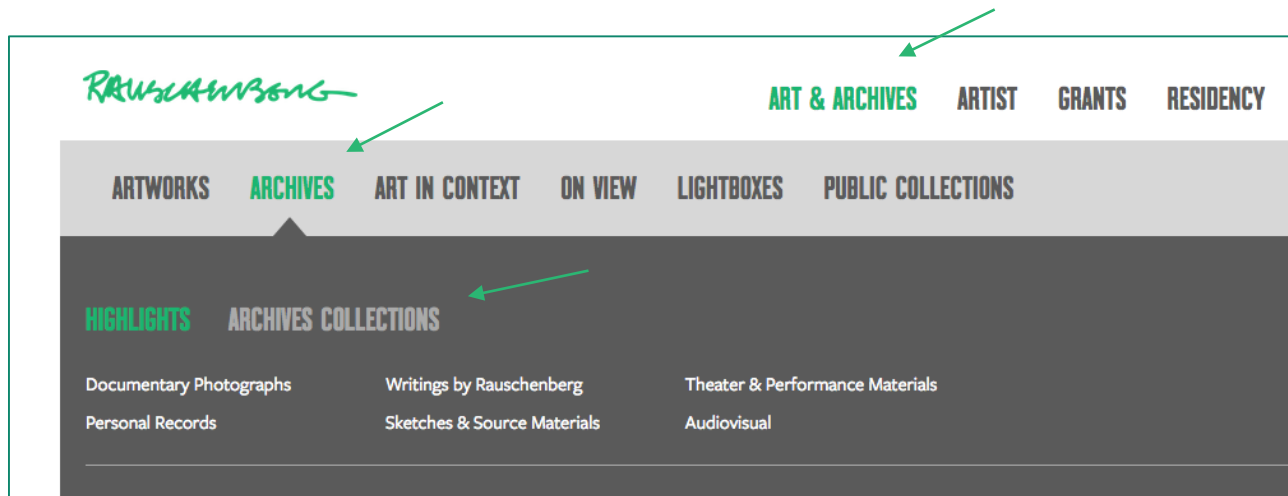 RAUSCHENBERG
ART & ARCHIVES ARTIST GRANTS RESIDENCY
ARTWORKS ARCHIVES ART IN CONTEXT ON VIEW LIGHTBOXES PUBLIC COLLECTIONS
HIGHLIGHTS ARCHIVES COLLECTIONS
Documentary Photographs Writings by Rauschenberg Theater & Performance Materials
Personal Records Sketches & Source Materials Audiovisual